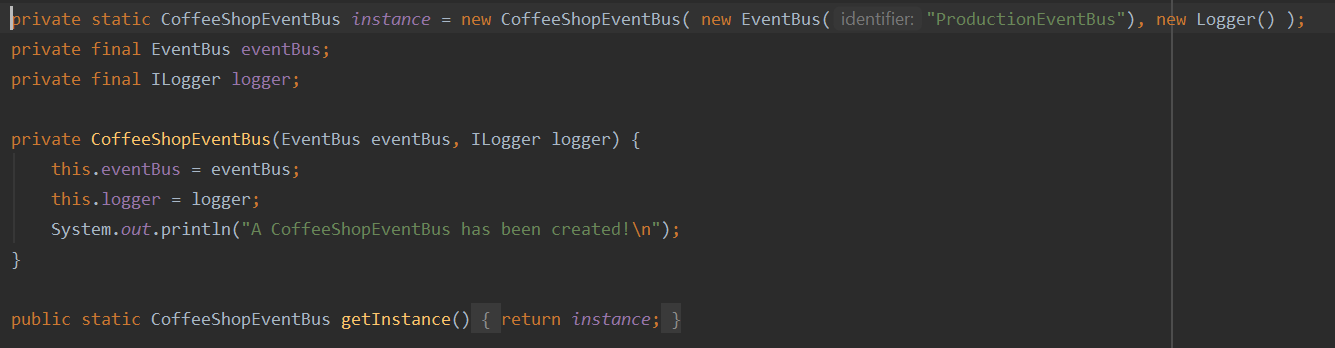 private static CoffeeShopEventBus instance = new CoffeeShopEventBus( new EventBus( identifier: "ProductionEventBus"), new Logger() );
private final EventBus eventBus;
private final ILogger logger;
private CoffeeShopEventBus(EventBus eventBus, ILogger logger) {
this.eventBus = eventBus;
this.logger = logger;
System.out.println("A CoffeeShopEventBus has been created!\n");
}
public static CoffeeShopEventBus getInstance() { return instance; }